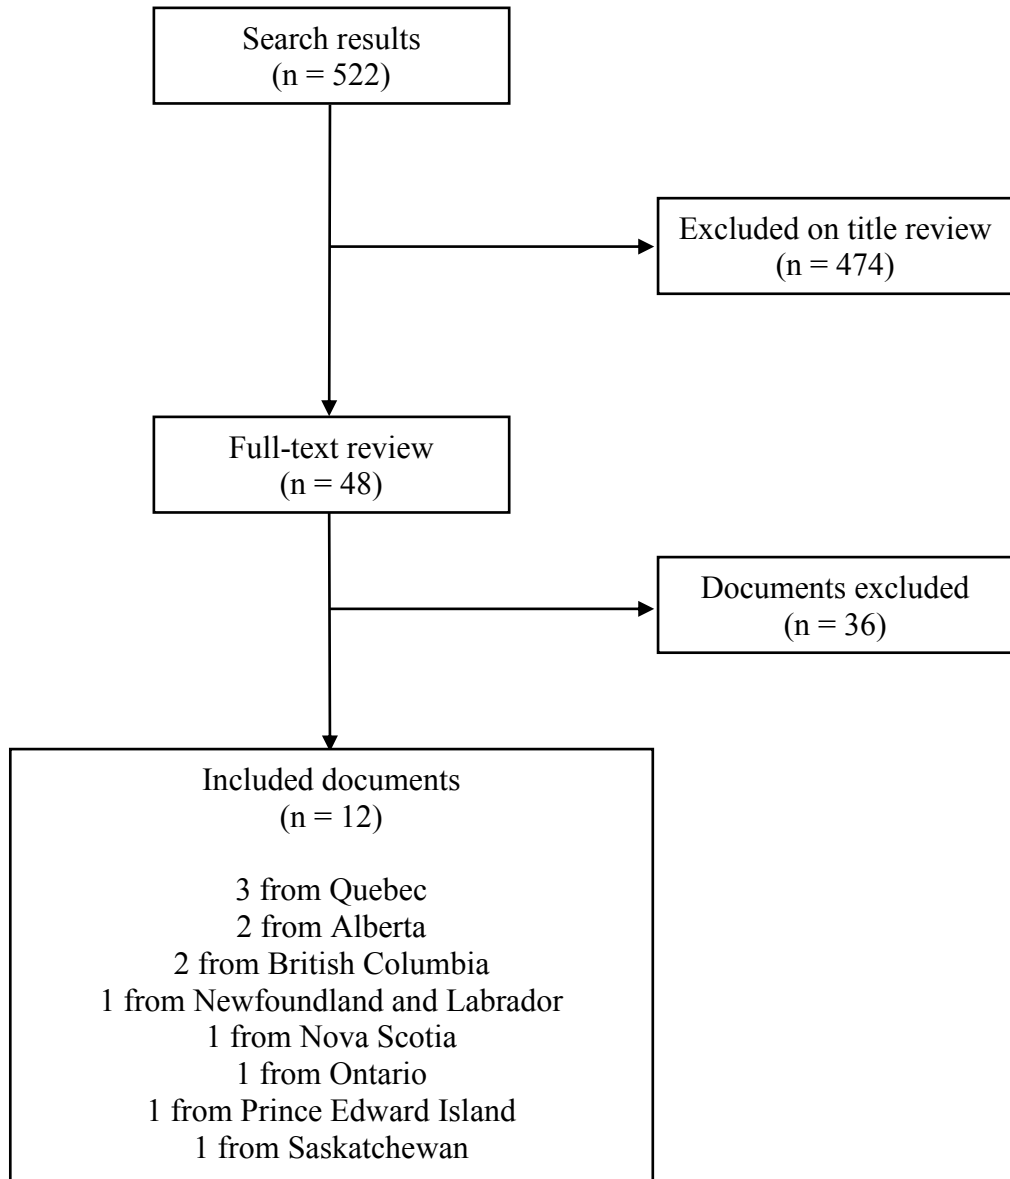 Search results
(n = 522)
Excluded on title review
(n = 474)
Full-text review
(n = 48)
Documents excluded
(n = 36)
Included documents
(n = 12)
3 from Quebec
2 from Alberta
2 from British Columbia
1 from Newfoundland and Labrador
1 from Nova Scotia
1 from Ontario
1 from Prince Edward Island
1 from Saskatchewan